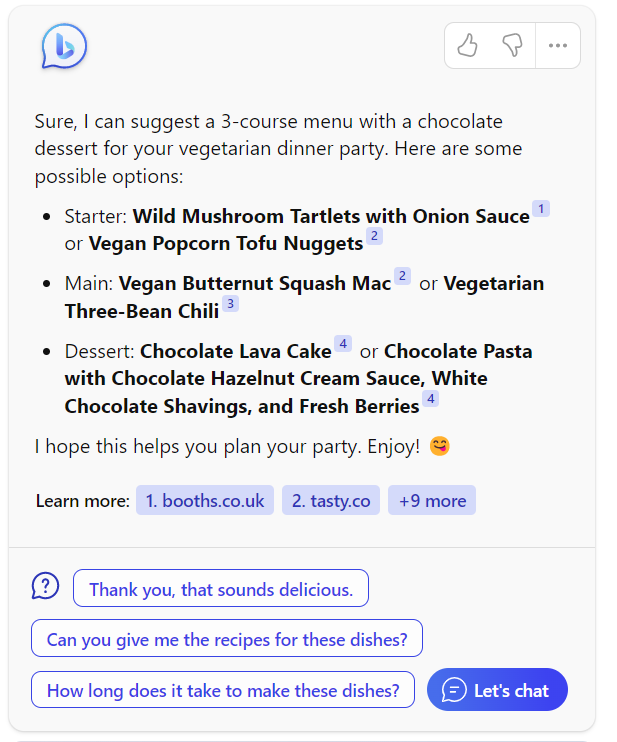 Sure, I can suggest a 3-course menu with a chocolate
dessert for your vegetarian dinner party. Here are some
possible options:
• Starter: Wild Mushroom Tartlets with Onion Sauce 1
or Vegan Popcorn Tofu Nuggets 2
• Main: Vegan Butternut Squash Mac 2 or Vegetarian
Three-Bean Chili 3
• Dessert: Chocolate Lava Cake 4 or Chocolate Pasta
with Chocolate Hazelnut Cream Sauce, White
Chocolate Shavings, and Fresh Berries 4
I hope this helps you plan your party. Enjoy! 😋
Learn more: 1. booths.co.uk 2. tasty.co +9 more
Thank you, that sounds delicious.
Can you give me the recipes for these dishes?
How long does it take to make these dishes? Let's chat